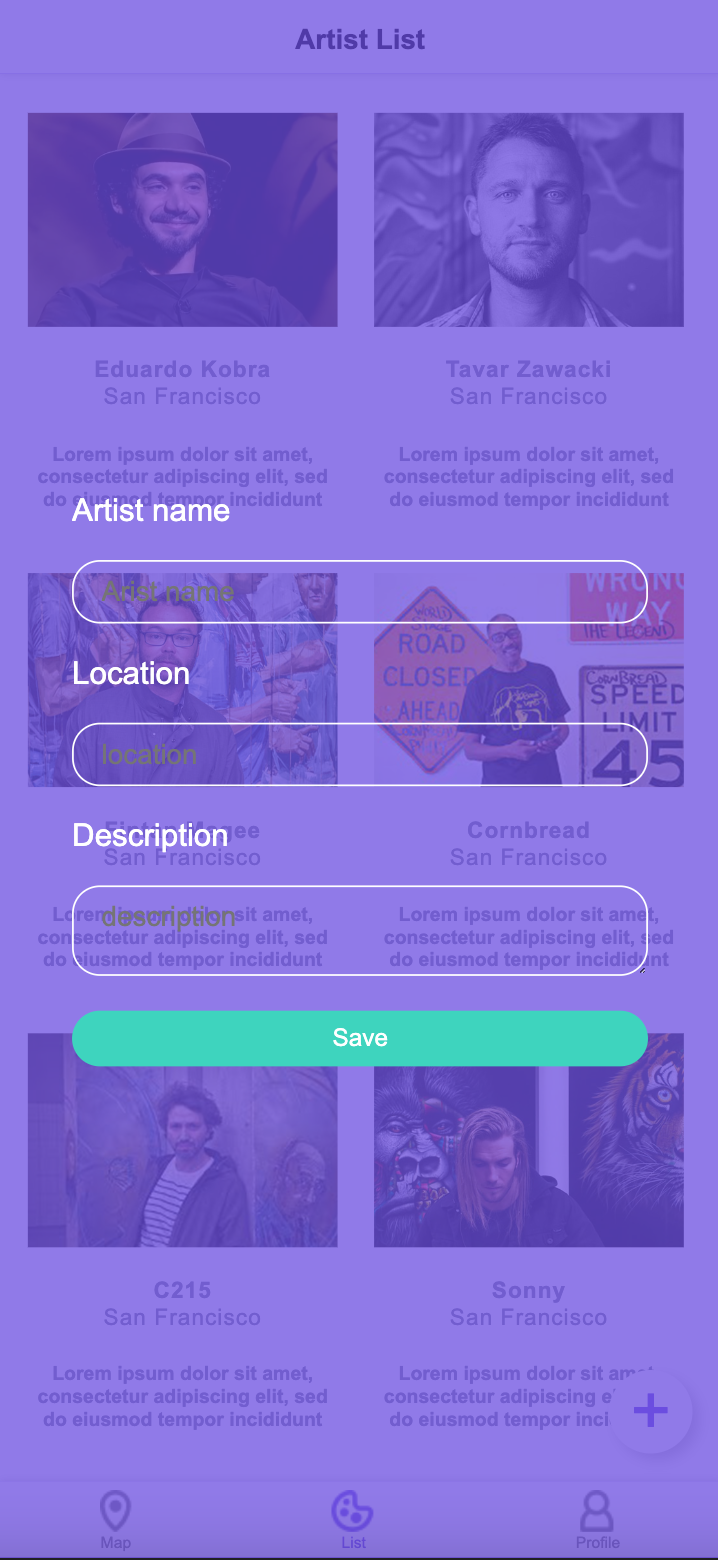 Artist List
Eduardo Kobra
San Francisco
Lorem ipsum dolor sit amet,
consectetur adipiscing elit, sed
do eiusmod tempor incididunt
Tavar Zawacki
San Francisco
Lorem ipsum dolor sit amet,
consectetur adipiscing elit, sed
do eiusmod tempor incididunt
Artist name
Arist name
WRONG
WAY
THE LEGEND
WORLD
STAGE
ROAD
CLOSED
AHEAD
CORNBREAD
SPEED
LIMIT
45
Location
location
Magee
San Francisco
Cornbread
San Francisco
Description
description
Lorem ipsum dolor sit amet,
consectetur adipiscing elit, sed
do eiusmod tempor incididunt
Lorem ipsum dolor sit amet,
consectetur adipiscing elit, sed
do eiusmod tempor incididunt
Save
C215
San Francisco
Lorem ipsum dolor sit amet,
consectetur adipiscing elit, sed
do eiusmod tempor incididunt
Sonny
San Francisco
Lorem ipsum dolor sit amet,
consectetur adipiscing elit, sed
do eiusmod tempor inci
+
Map
List
Profile